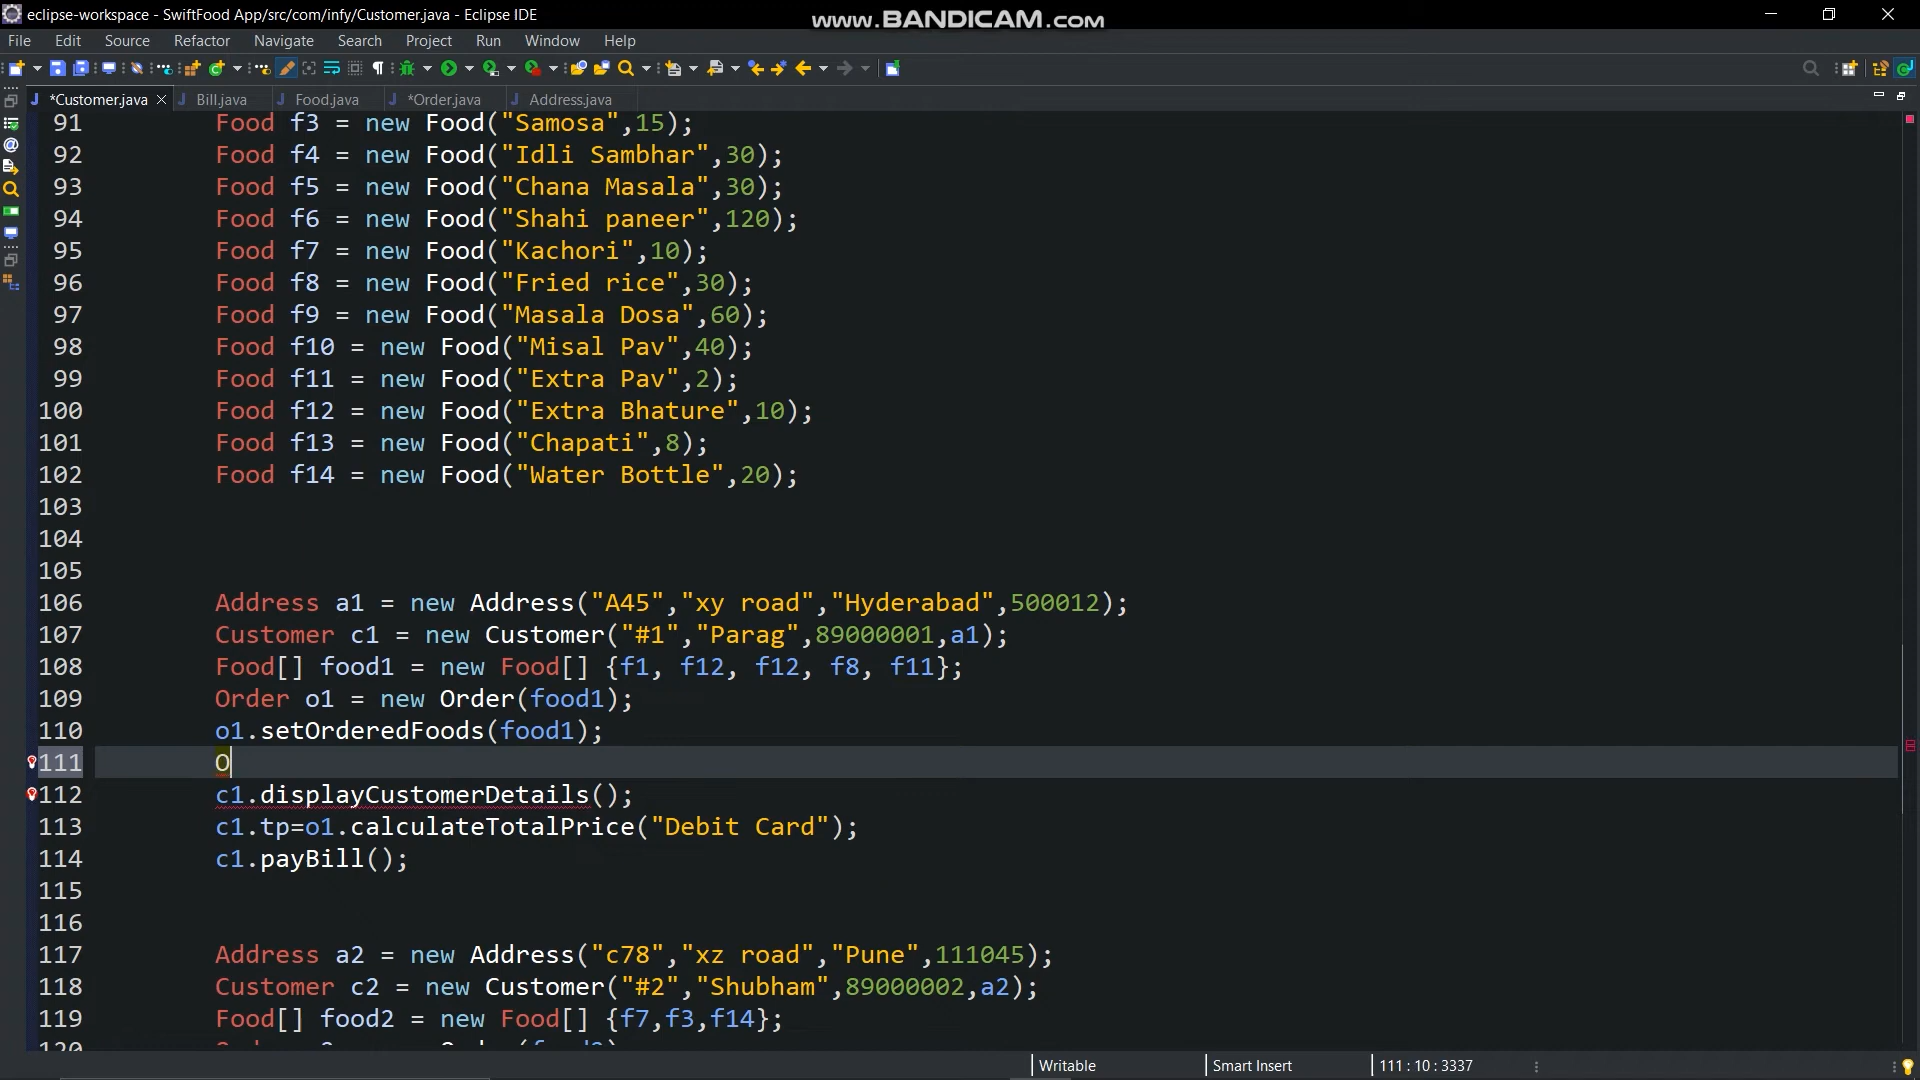 eclipse-workspace - SwiftFood App/src/com/infy/Customer.java - Eclipse IDE
www.BANDICAM.com
File Edit Source Refactor Navigate Search Project Run Window Help
*Customer.java Bill.java Food.java *Order.java Address.java
91 Food f3 = new Food("Samosa",15);
92 Food f4 = new Food("Idli Sambhar",30);
93 Food f5 = new Food("Chana Masala",30);
94 Food f6 = new Food("Shahi paneer",120);
95 Food f7 = new Food("Kachori",10);
96 Food f8 = new Food("Fried rice",30);
97 Food f9 = new Food("Masala Dosa",60);
98 Food f10 = new Food("Misal Pav",40);
99 Food f11 = new Food("Extra Pav",2);
100 Food f12 = new Food("Extra Bhature",10);
101 Food f13 = new Food("Chapati",8);
102 Food f14 = new Food("Water Bottle",20);
103
104
105
106 Address a1 = new Address("A45","xy road","Hyderabad",500012);
107 Customer c1 = new Customer("#1","Parag",89000001,a1);
108 Food[] food1 = new Food[] {f1, f12, f12, f8, f11};
109 Order o1 = new Order(food1);
110 o1.setOrderedFoods(food1);
111 O
112 c1.displayCustomerDetails();
113 c1.tp=o1.calculateTotalPrice("Debit Card");
114 c1.payBill();
115
116
117 Address a2 = new Address("c78","xz road","Pune",111045);
118 Customer c2 = new Customer("#2","Shubham",89000002,a2);
119 Food[] food2 = new Food[] {f7,f3,f14};
Writable Smart Insert 111 : 10 : 3337